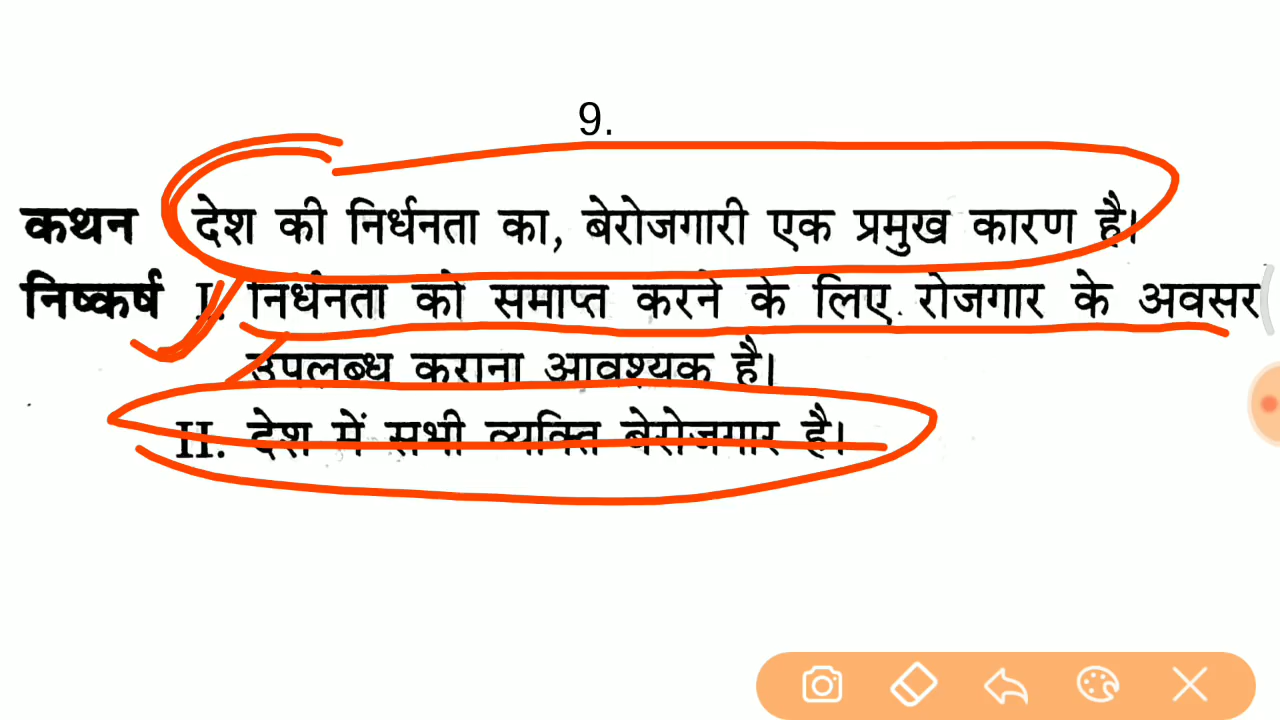 9.
कथन देश की निर्धनता का, बेरोजगारी एक प्रमुख कारण है।
निष्कर्ष I. निर्धनता को समाप्त करने के लिए रोजगार के अवसर
उपलब्ध कराना आवश्यक है।
II. देश में सभी व्यक्ति बेरोजगार है।